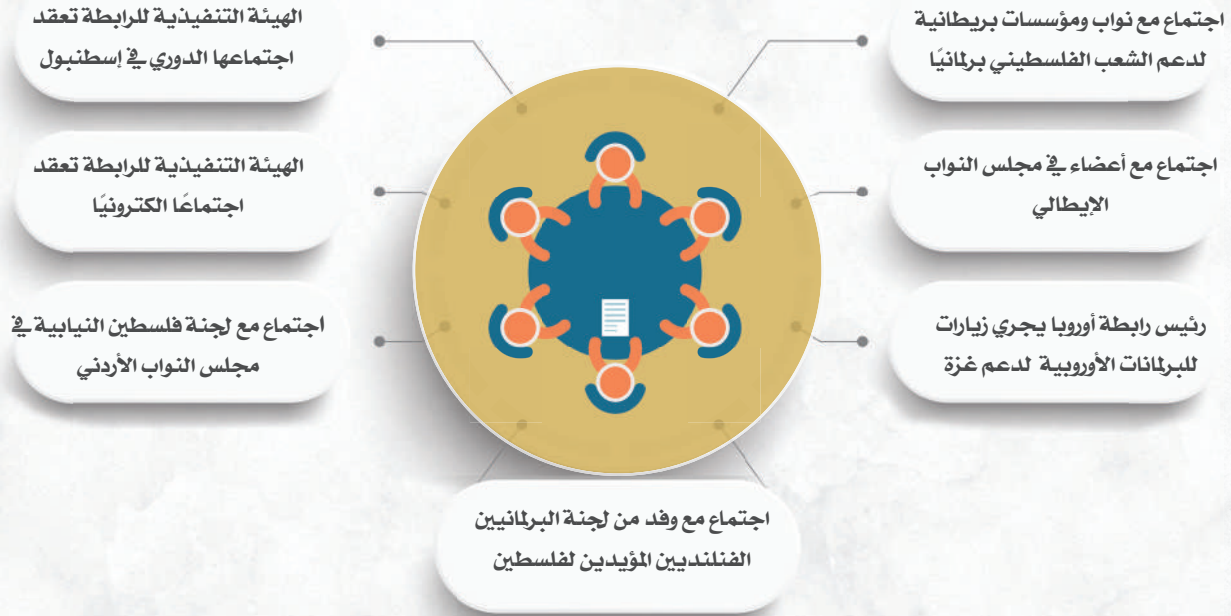 اجتماع مع نواب ومؤسسات بريطانية
لدعم الشعب الفلسطيني برلمانيًا
اجتماع مع أعضاء في مجلس النواب
الإيطالي
رئيس رابطة أوروبا يجري زيارات
للبرلمانات الأوروبية لدعم غزة
الهيئة التنفيذية للرابطة تعقد
اجتماعها الدوري في إسطنبول
الهيئة التنفيذية للرابطة تعقد
اجتماعًا الكترونيًا
اجتماع مع لجنة فلسطين النيابية في
مجلس النواب الأردني
اجتماع مع وفد من لجنة البرلمانيين
الفنلنديين المؤيدين لفلسطين